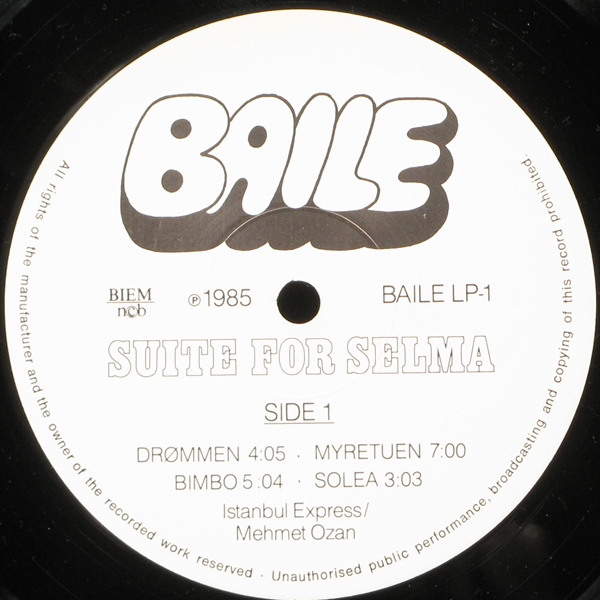 BAILE
BIEM
n©b
℗ 1985
BAILE LP-1
SUITE FOR SELMA
SIDE 1
DRØMMEN 4:05 · MYRETUEN 7:00
BIMBO 5:04 · SOLEA 3:03
Istanbul Express/
Mehmet Ozan
All rights of the manufacturer and the owner of the recorded work reserved · Unauthorised public performance, broadcasting and copying of this record prohibited.